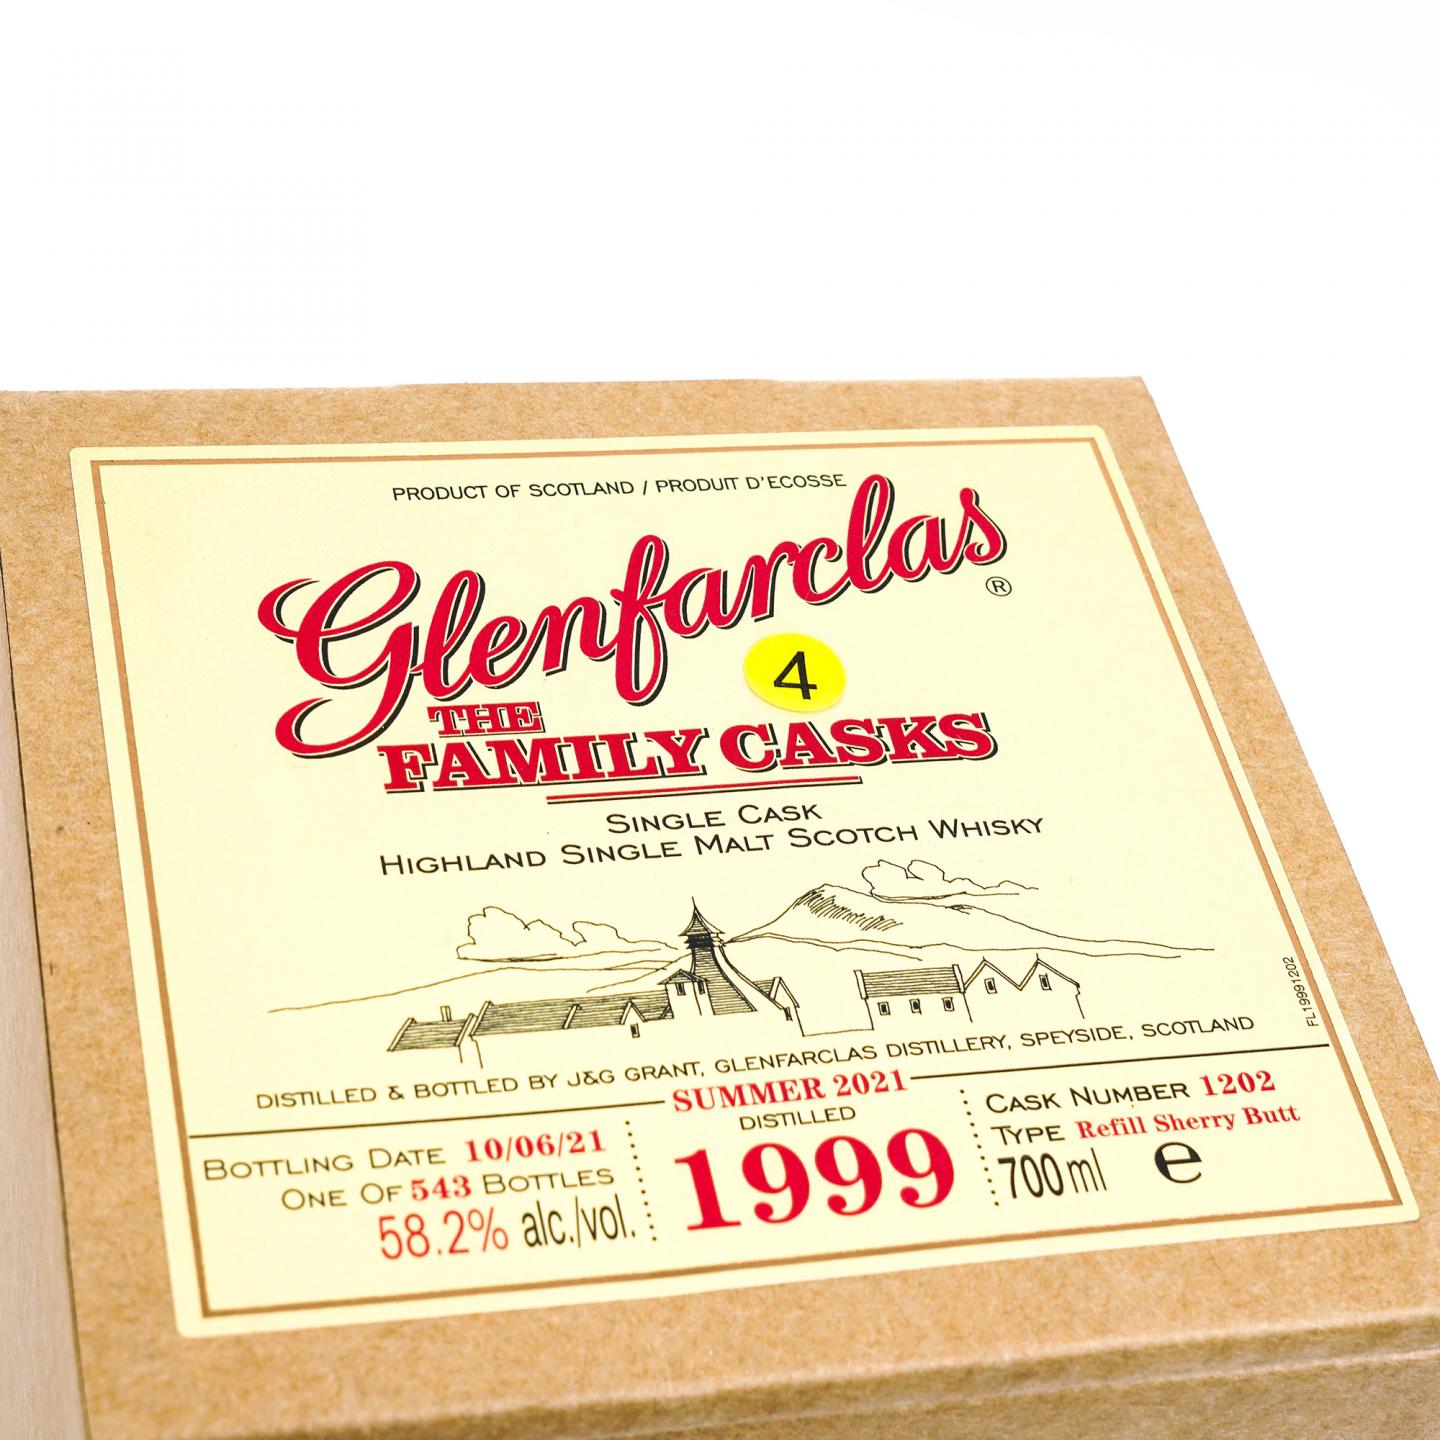 PRODUCT OF SCOTLAND / PRODUIT D'ECOSSE
Glenfarclas ®
4
THE
FAMILY CASKS
SINGLE CASK
HIGHLAND SINGLE MALT SCOTCH WHISKY
FL19991202
DISTILLED & BOTTLED BY J&G GRANT, GLENFARCLAS DISTILLERY, SPEYSIDE, SCOTLAND
BOTTLING DATE 10/06/21
ONE OF 543 BOTTLES
58.2% alc./vol.
SUMMER 2021
DISTILLED
1999
CASK NUMBER 1202
TYPE Refill Sherry Butt
700ml ℮